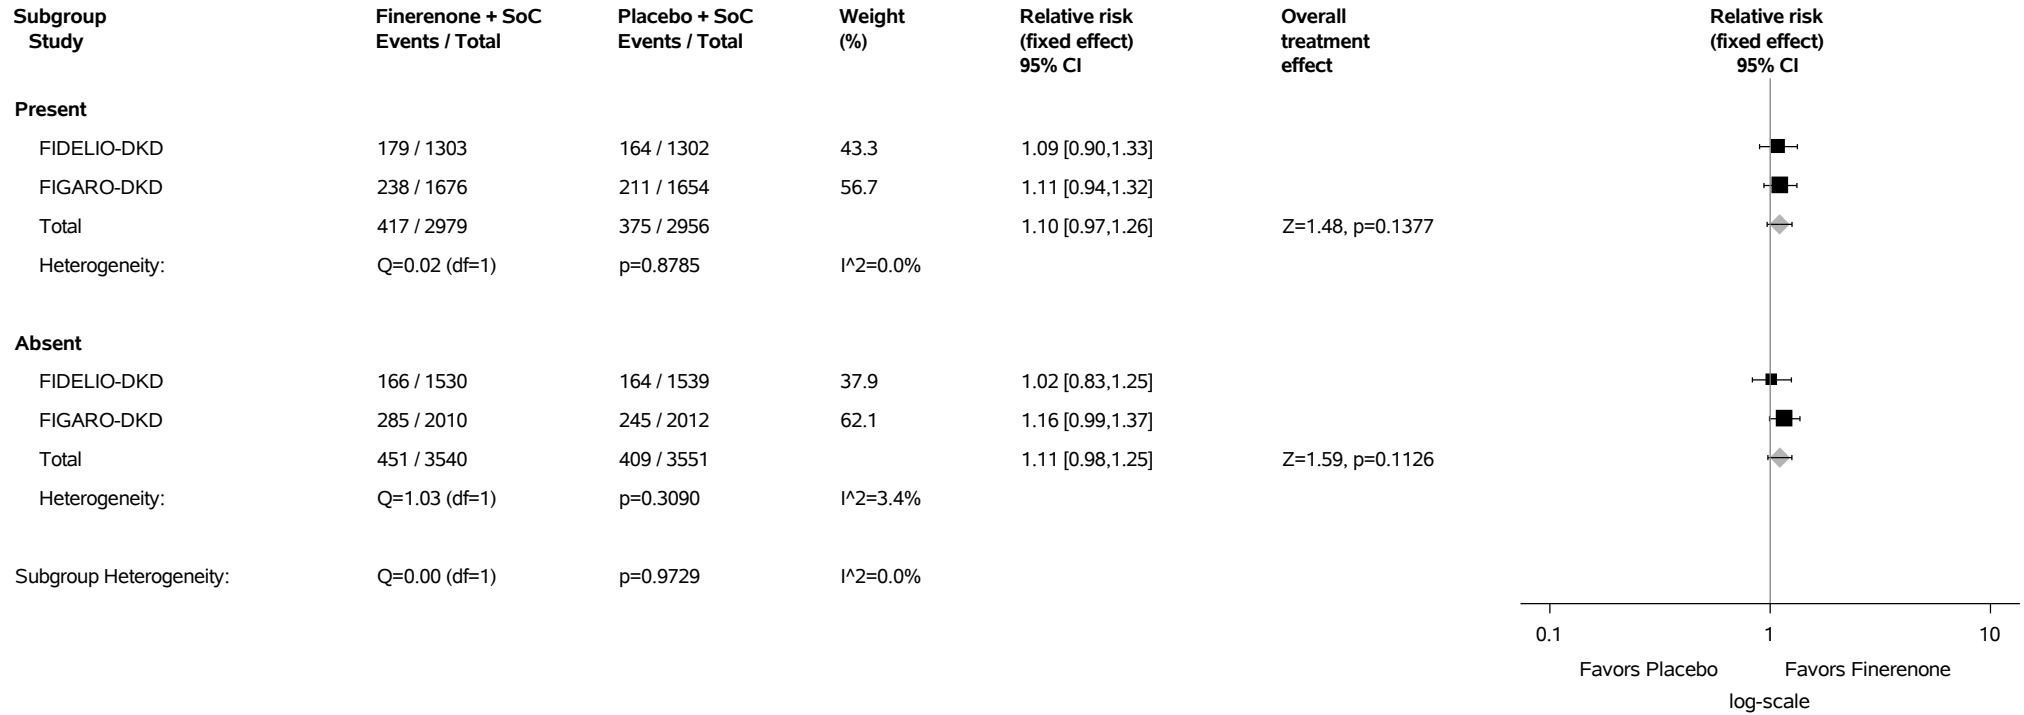 Subgroup Finerenone + SoC Placebo + SoC Weight Relative risk Overall Relative risk
Study Events / Total Events / Total (%) (fixed effect) treatment (fixed effect)
95% CI effect 95% CI
Present
FIDELIO-DKD 179 / 1303 164 / 1302 43.3 1.09 [0.90,1.33]
FIGARO-DKD 238 / 1676 211 / 1654 56.7 1.11 [0.94,1.32]
Total 417 / 2979 375 / 2956 1.10 [0.97,1.26] Z=1.48, p=0.1377
Heterogeneity: Q=0.02 (df=1) p=0.8785 I^2=0.0%
Absent
FIDELIO-DKD 166 / 1530 164 / 1539 37.9 1.02 [0.83,1.25]
FIGARO-DKD 285 / 2010 245 / 2012 62.1 1.16 [0.99,1.37]
Total 451 / 3540 409 / 3551 1.11 [0.98,1.25] Z=1.59, p=0.1126
Heterogeneity: Q=1.03 (df=1) p=0.3090 I^2=3.4%
Subgroup Heterogeneity: Q=0.00 (df=1) p=0.9729 I^2=0.0%
0.1 1 10
Favors Placebo Favors Finerenone
log-scale